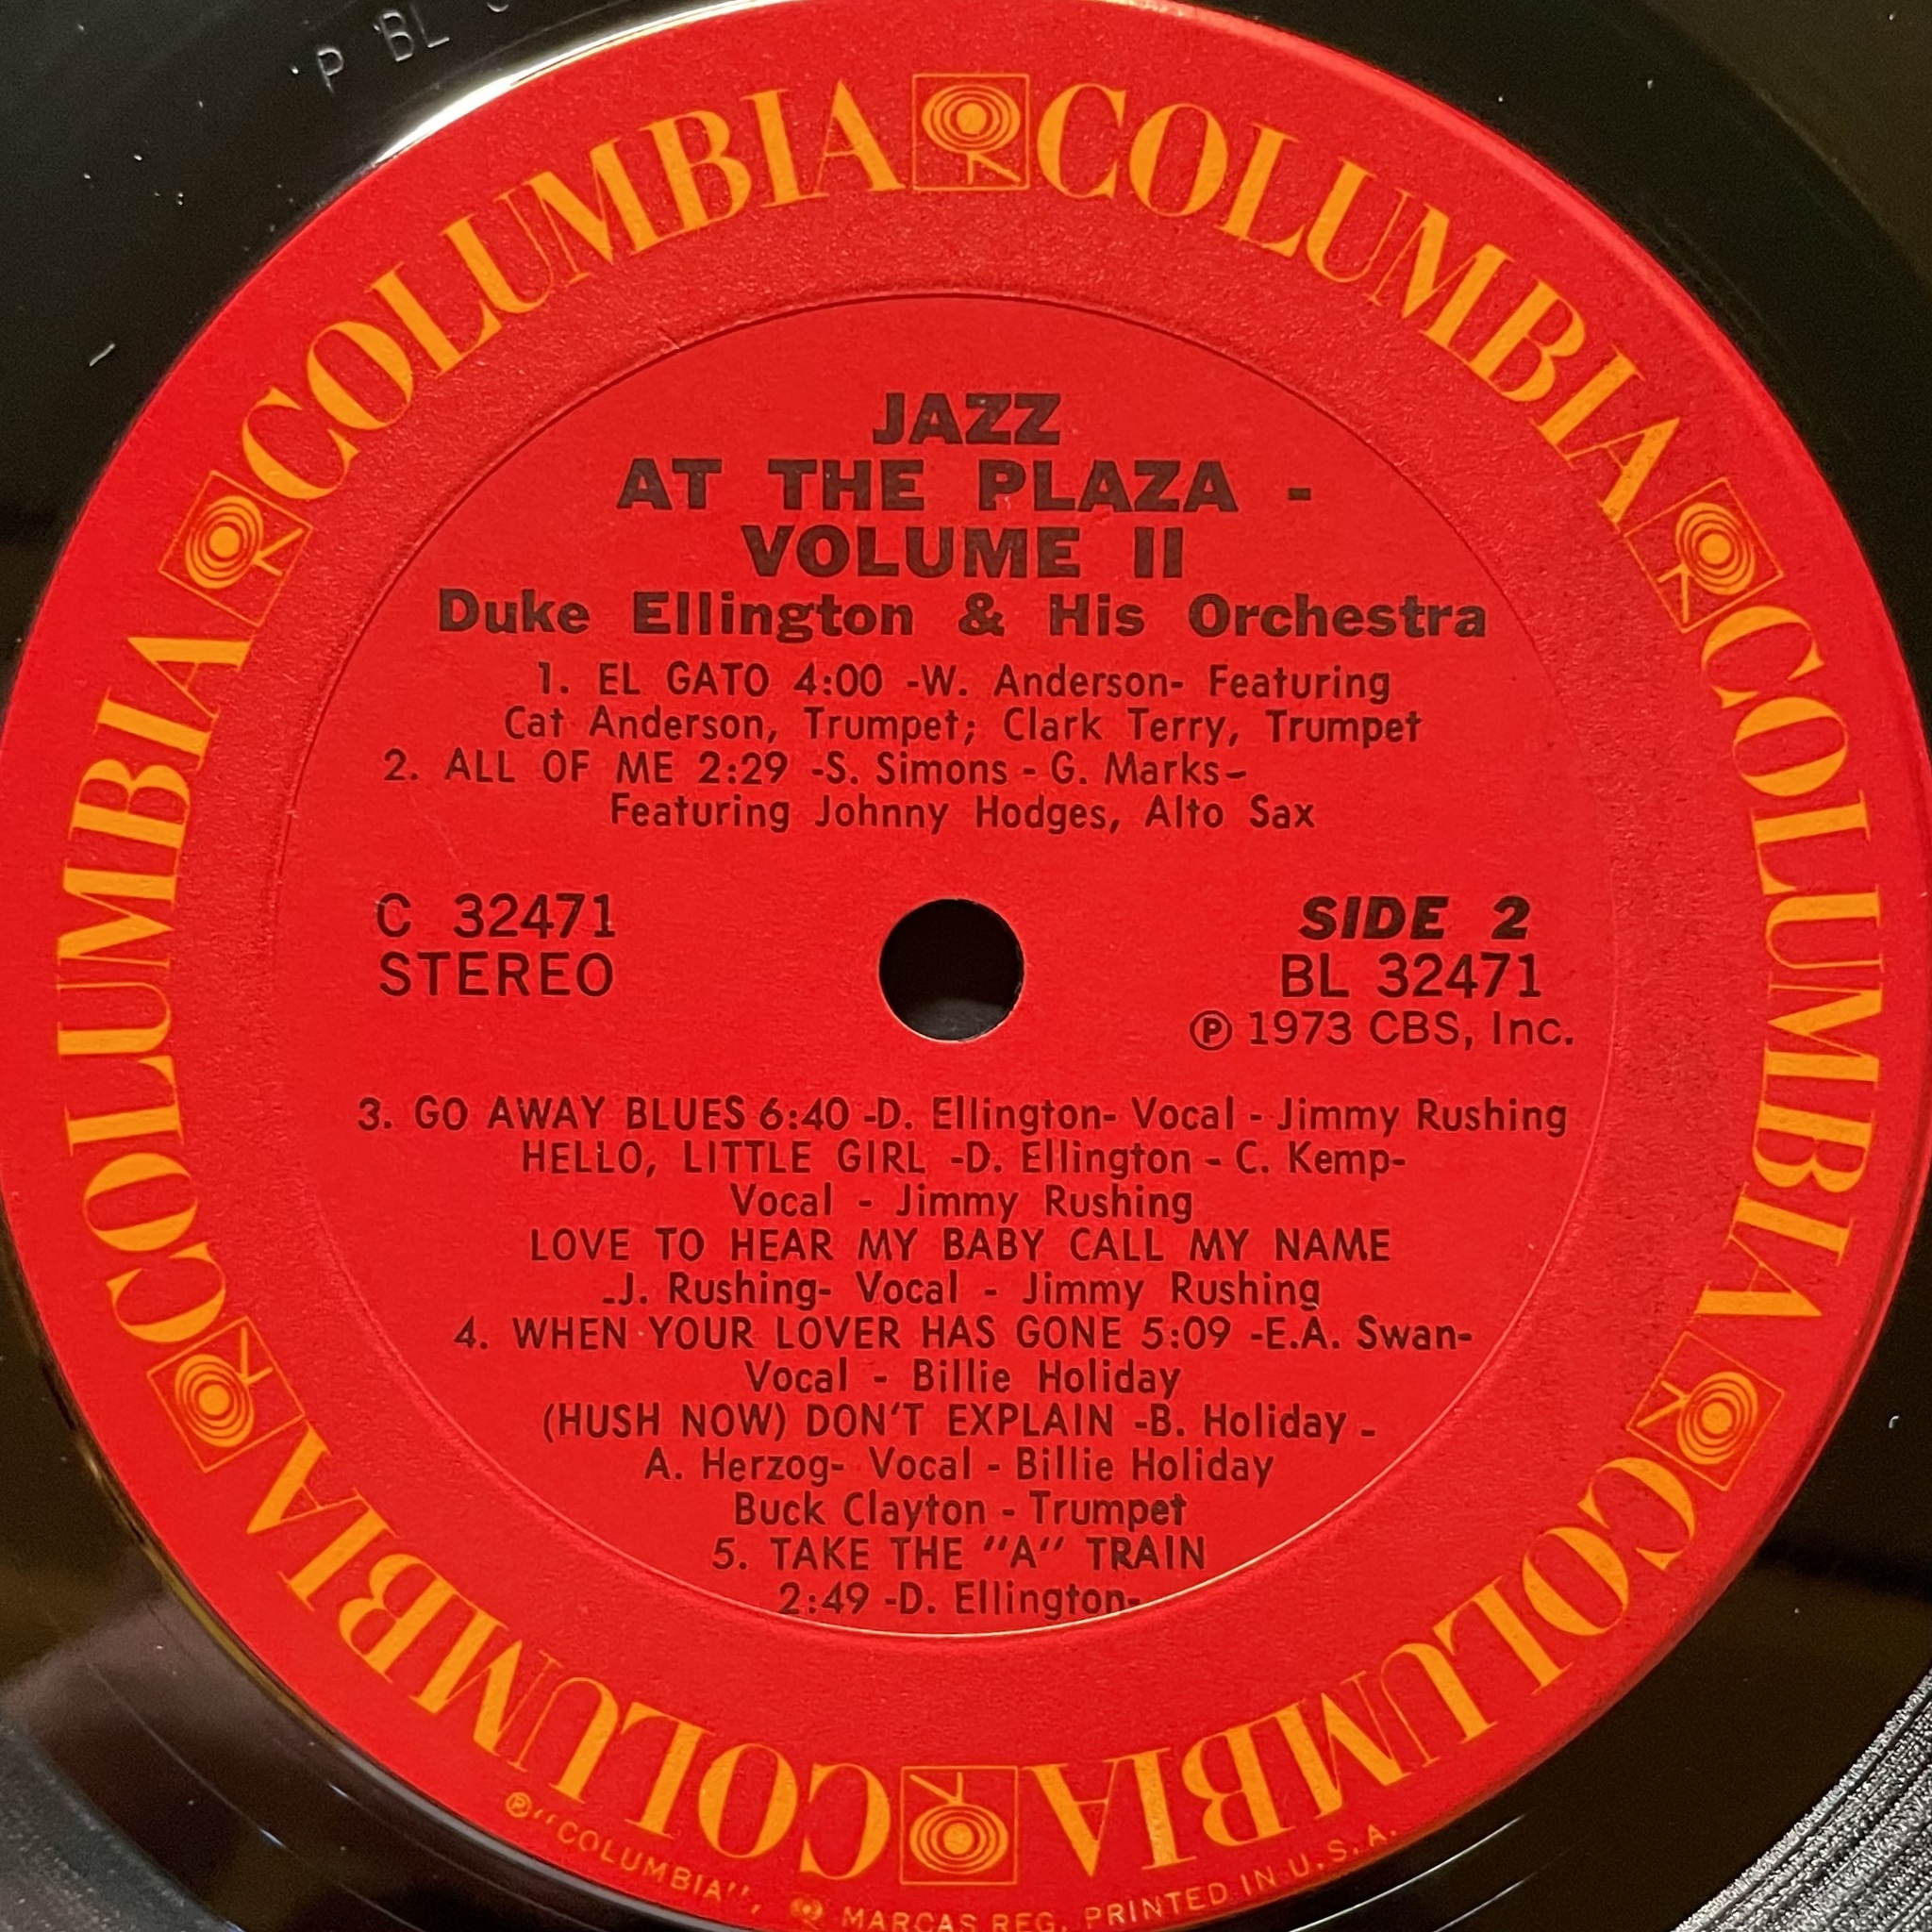 P BL
COLUMBIA COLUMBIA COLUMBIA COLUMBIA COLUMBIA COLUMBIA COLUMBIA COLUMBIA
JAZZ
AT THE PLAZA -
VOLUME II
Duke Ellington & His Orchestra
1. EL GATO 4:00 -W. Anderson- Featuring
Cat Anderson, Trumpet; Clark Terry, Trumpet
2. ALL OF ME 2:29 -S. Simons - G. Marks-
Featuring Johnny Hodges, Alto Sax
C 32471
STEREO
SIDE 2
BL 32471
℗ 1973 CBS, Inc.
3. GO AWAY BLUES 6:40 -D. Ellington- Vocal - Jimmy Rushing
HELLO, LITTLE GIRL -D. Ellington - C. Kemp-
Vocal - Jimmy Rushing
LOVE TO HEAR MY BABY CALL MY NAME
-J. Rushing- Vocal - Jimmy Rushing
4. WHEN YOUR LOVER HAS GONE 5:09 -E.A. Swan-
Vocal - Billie Holiday
(HUSH NOW) DON'T EXPLAIN -B. Holiday -
A. Herzog- Vocal - Billie Holiday
Buck Clayton - Trumpet
5. TAKE THE "A" TRAIN
2:49 -D. Ellington-
℗ "COLUMBIA", MARCAS REG. PRINTED IN U.S.A.